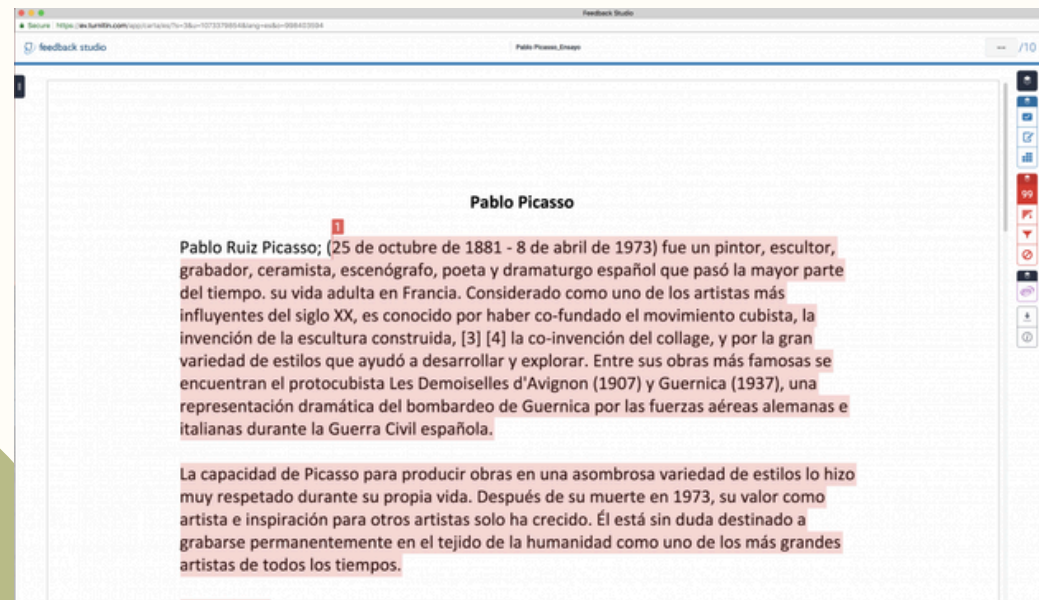 Feedback Studio
Secure
feedback studio
Pablo Picasso_Ensayo
-- /10
Pablo Picasso
1
Pablo Ruiz Picasso; (25 de octubre de 1881 - 8 de abril de 1973) fue un pintor, escultor,
grabador, ceramista, escenógrafo, poeta y dramaturgo español que pasó la mayor parte
del tiempo. su vida adulta en Francia. Considerado como uno de los artistas más
influyentes del siglo XX, es conocido por haber co-fundado el movimiento cubista, la
invención de la escultura construida, [3] [4] la co-invención del collage, y por la gran
variedad de estilos que ayudó a desarrollar y explorar. Entre sus obras más famosas se
encuentran el protocubista Les Demoiselles d'Avignon (1907) y Guernica (1937), una
representación dramática del bombardeo de Guernica por las fuerzas aéreas alemanas e
italianas durante la Guerra Civil española.
La capacidad de Picasso para producir obras en una asombrosa variedad de estilos lo hizo
muy respetado durante su propia vida. Después de su muerte en 1973, su valor como
artista e inspiración para otros artistas solo ha crecido. Él está sin duda destinado a
grabarse permanentemente en el tejido de la humanidad como uno de los más grandes
artistas de todos los tiempos.
99